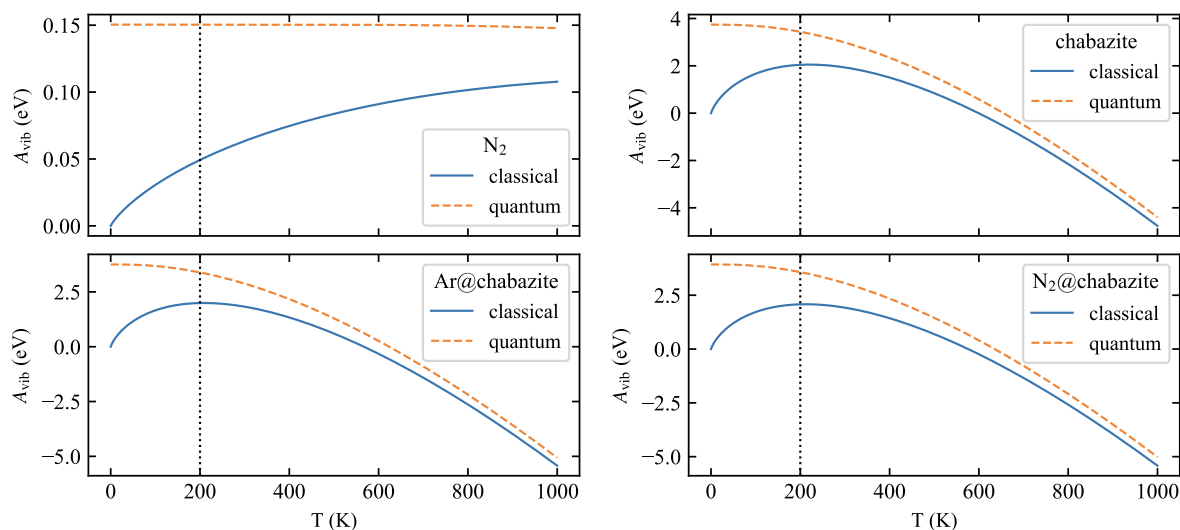 0.15
0.10
0.05
0.00
A_vib (eV)
N₂
classical
quantum
4
2
0
−2
−4
A_vib (eV)
chabazite
classical
quantum
2.5
0.0
−2.5
−5.0
A_vib (eV)
Ar@chabazite
classical
quantum
0 200 400 600 800 1000
T (K)
2.5
0.0
−2.5
−5.0
A_vib (eV)
N₂@chabazite
classical
quantum
0 200 400 600 800 1000
T (K)